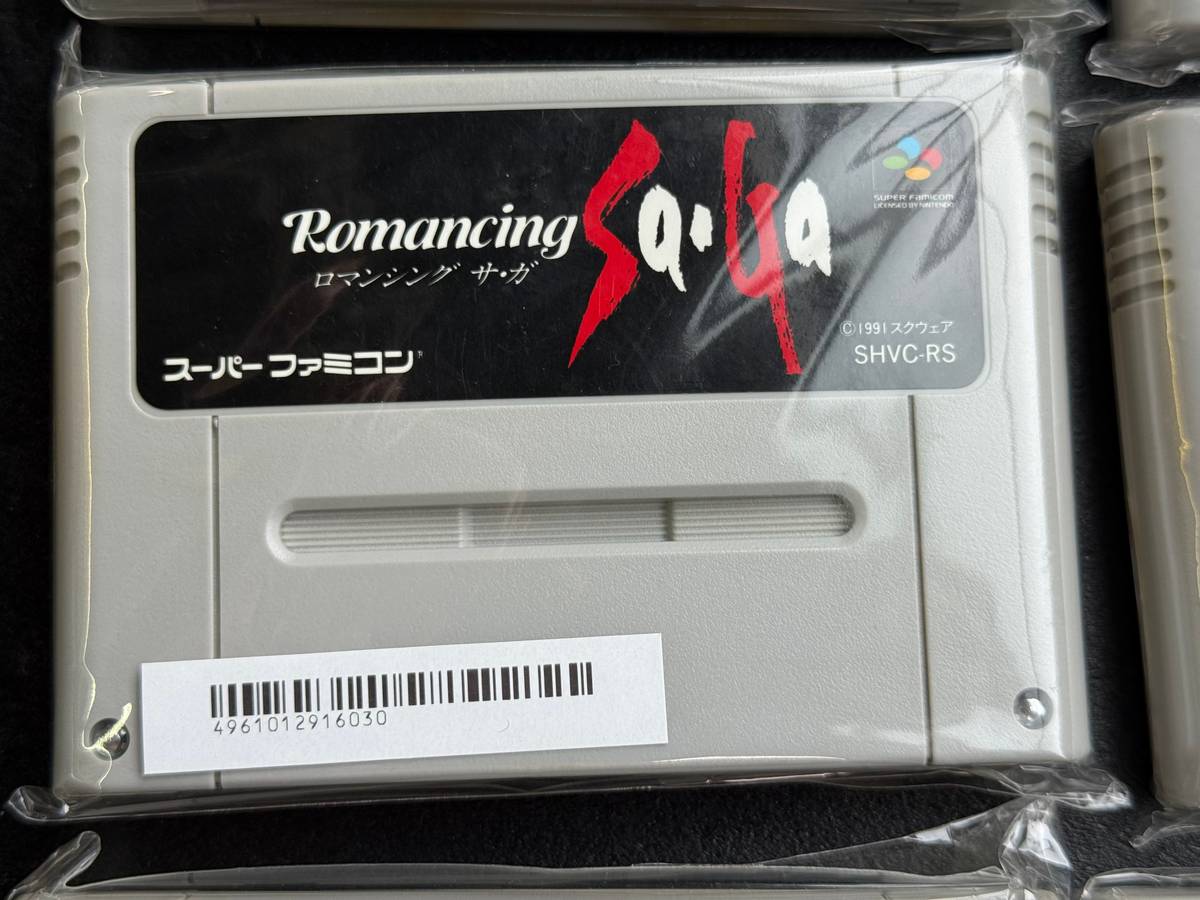 Romancing Sa・Ga
ロマンシング サ・ガ
SUPER FAMICOM
LICENSED BY NINTENDO
©1991 スクウェア
SHVC-RS
スーパーファミコン
4961012916030